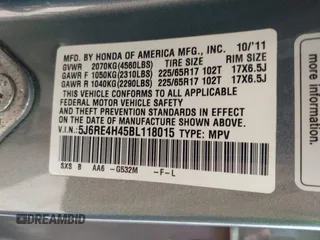 MFD. BY HONDA OF AMERICA MFG., INC. 10/'11
GVWR 2070KG(4560LBS) TIRE SIZE RIM SIZE
GAWR F 1050KG(2310LBS) 225/65R17 102T 17X6.5J
GAWR R 1040KG(2290LBS) 225/65R17 102T 17X6.5J
THIS VEHICLE CONFORMS TO ALL APPLICABLE
FEDERAL MOTOR VEHICLE SAFETY AND
THEFT PREVENTION STANDARDS IN EFFECT ON
THE DATE OF MANUFACTURE SHOWN ABOVE.
V.I.N: 5J6RE4H45BL118015 TYPE: MPV
SXS B AA6 -G532M -F-L
DREAMBID